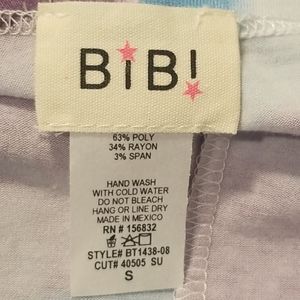 BiB!
63% POLY
34% RAYON
3% SPAN
HAND WASH
WITH COLD WATER
DO NOT BLEACH
HANG OR LINE DRY
MADE IN MEXICO
RN # 156832
STYLE# BT1438-08
CUT# 40505 SU
S